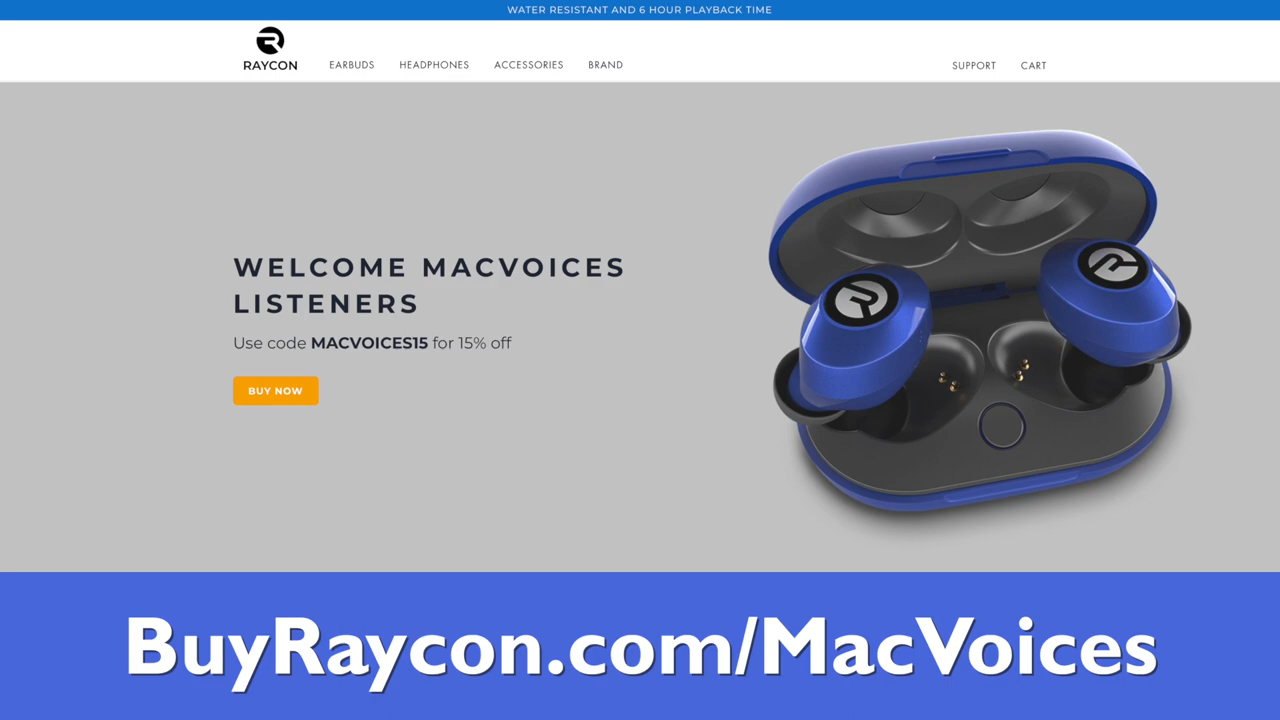 WATER RESISTANT AND 6 HOUR PLAYBACK TIME
RAYCON
EARBUDS HEADPHONES ACCESSORIES BRAND SUPPORT CART
WELCOME MACVOICES
LISTENERS
Use code MACVOICES15 for 15% off
BUY NOW
BuyRaycon.com/MacVoices